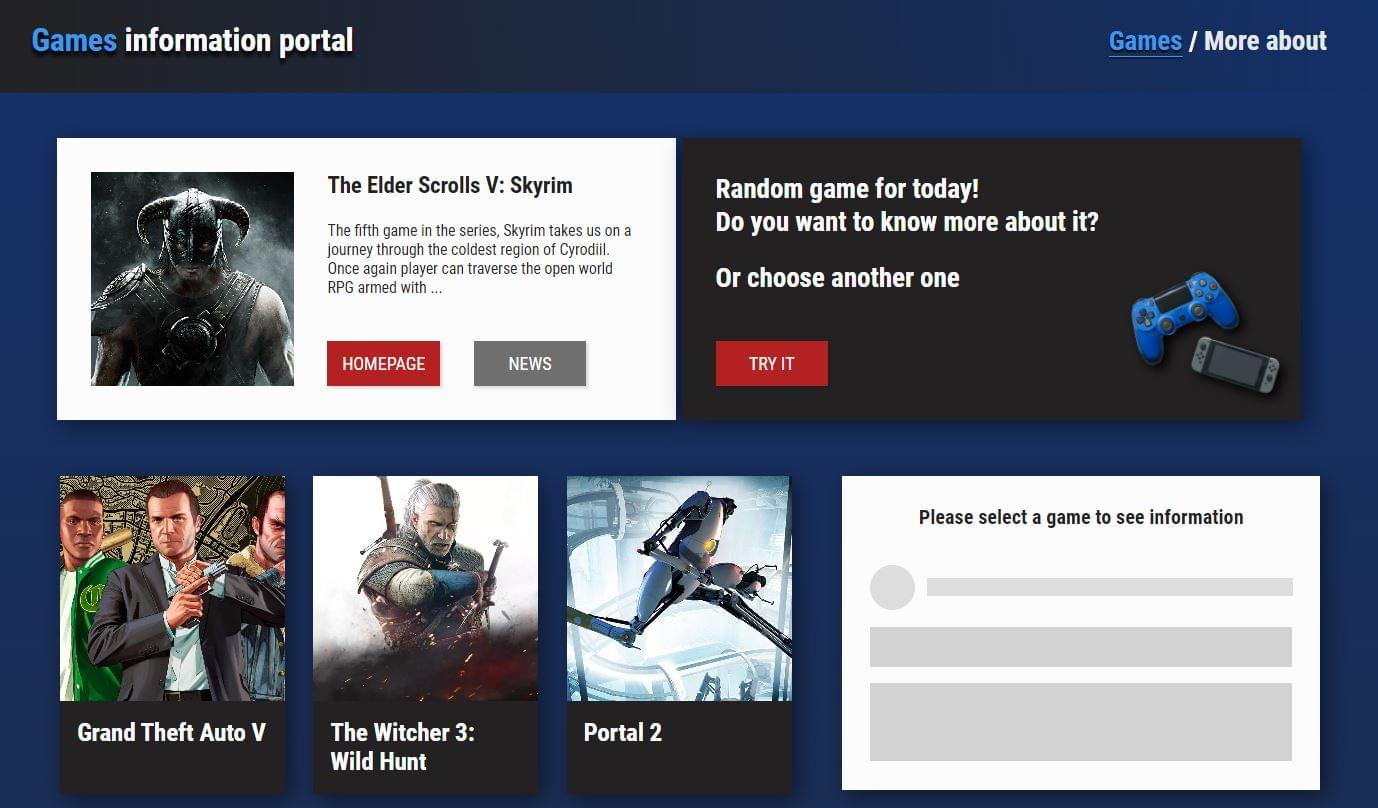 Games information portal
Games / More about
The Elder Scrolls V: Skyrim
The fifth game in the series, Skyrim takes us on a
journey through the coldest region of Cyrodiil.
Once again player can traverse the open world
RPG armed with ...
HOMEPAGE
NEWS
Random game for today!
Do you want to know more about it?
Or choose another one
TRY IT
Grand Theft Auto V
The Witcher 3:
Wild Hunt
Portal 2
Please select a game to see information